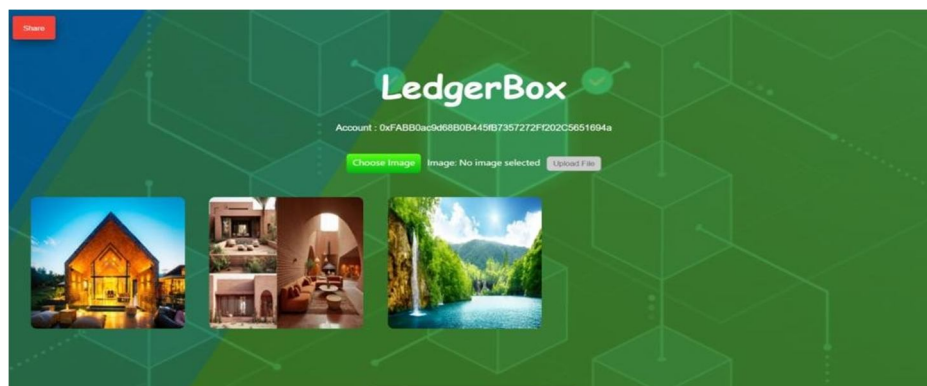 Share
LedgerBox
Account : 0xFABB0ac9d68B0B445fB7357272Ff202C5651694a
Choose Image Image: No image selected Upload File